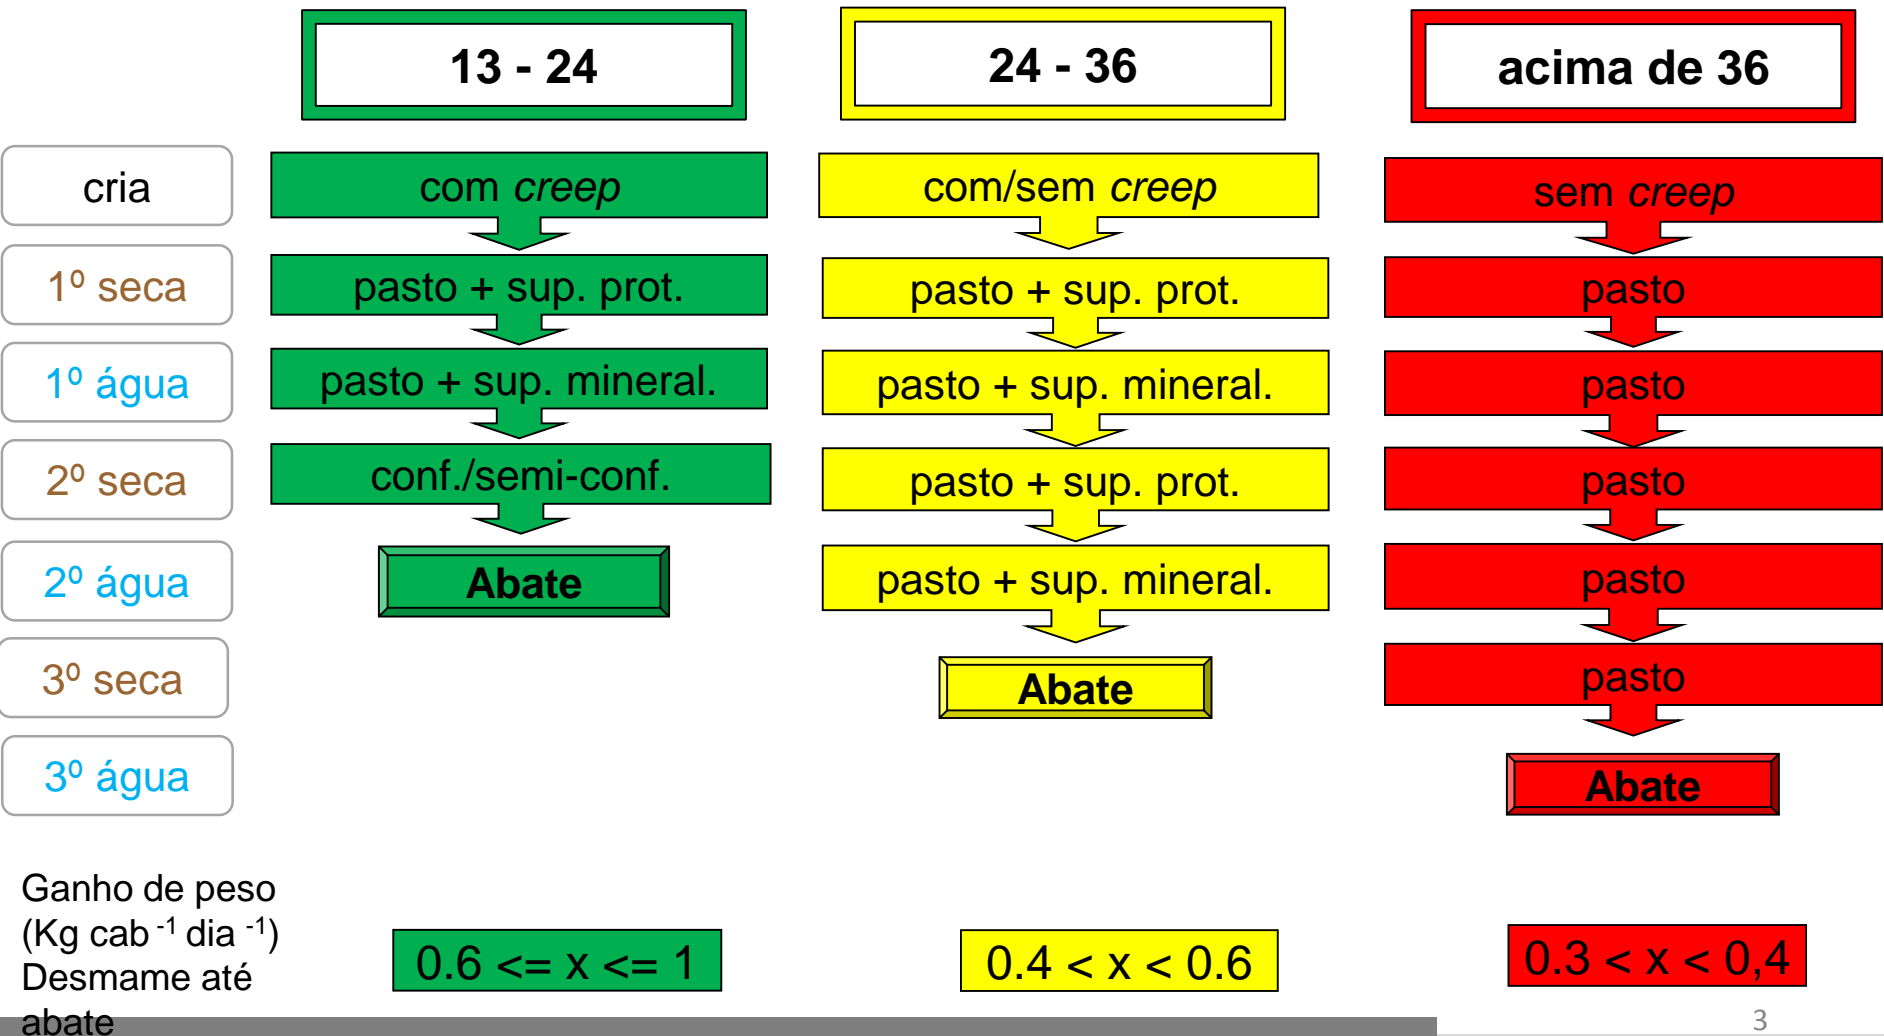 13 - 24
24 - 36
acima de 36
cria
com creep
com/sem creep
sem creep
1º seca
pasto + sup. prot.
pasto + sup. prot.
pasto
1º água
pasto + sup. mineral.
pasto + sup. mineral.
pasto
2º seca
conf./semi-conf.
pasto + sup. prot.
pasto
2º água
Abate
pasto + sup. mineral.
pasto
3º seca
Abate
pasto
3º água
Abate
Ganho de peso
(Kg cab -1 dia -1)
Desmame até
abate
0.6 <= x <= 1
0.4 < x < 0.6
0.3 < x < 0,4
3